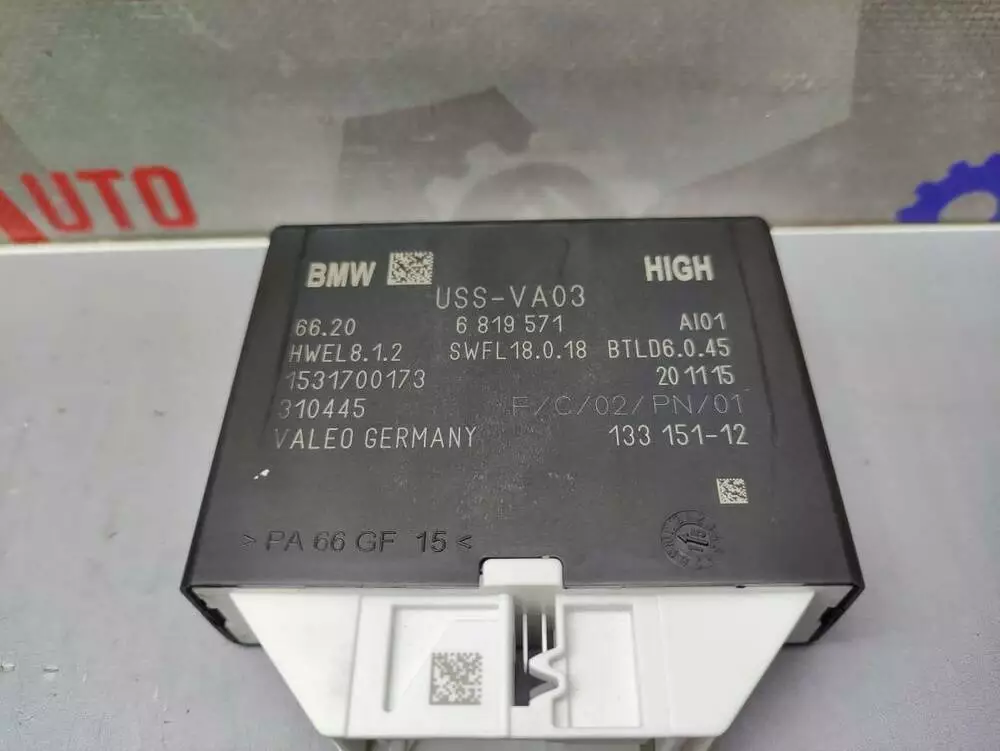 AUTO
BMW HIGH
USS-VA03
66.20 6 819 571 AI01
HWEL8.1.2 SWFL18.0.18 BTLD6.0.45
1531700173 20 11 15
310445 F/C/02/PN/01
VALEO GERMANY 133 151-12
>PA 66 GF 15<